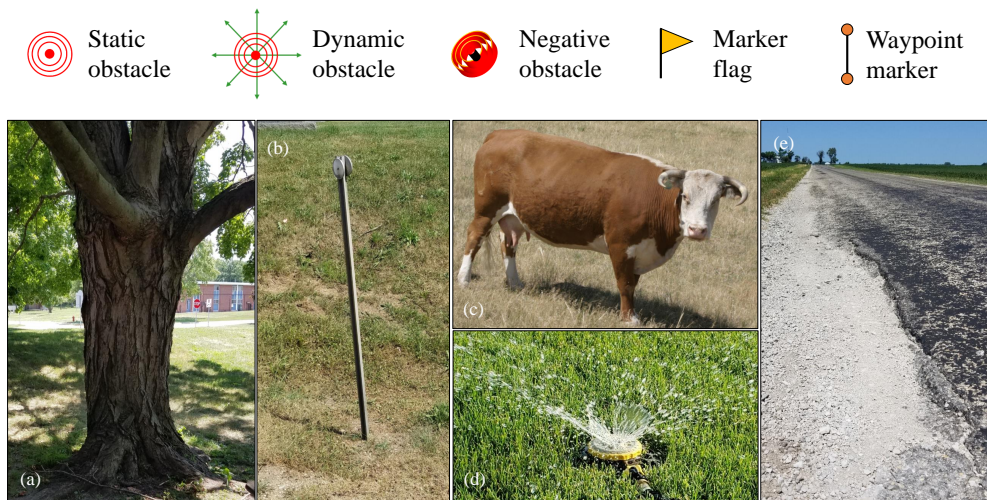 Static
obstacle
Dynamic
obstacle
Negative
obstacle
Marker
flag
Waypoint
marker
(a)
(b)
(c)
(d)
(e)